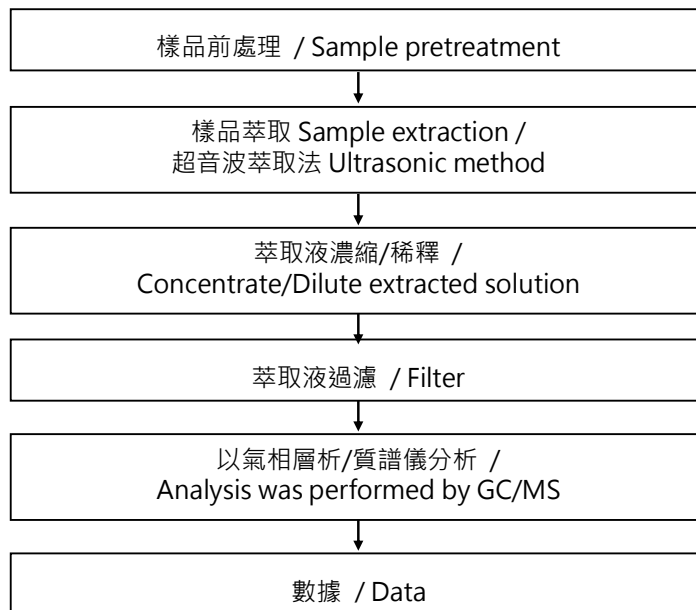 樣品前處理 / Sample pretreatment
樣品萃取 Sample extraction /
超音波萃取法 Ultrasonic method
萃取液濃縮/稀釋 /
Concentrate/Dilute extracted solution
萃取液過濾 / Filter
以氣相層析/質譜儀分析 /
Analysis was performed by GC/MS
數據 / Data